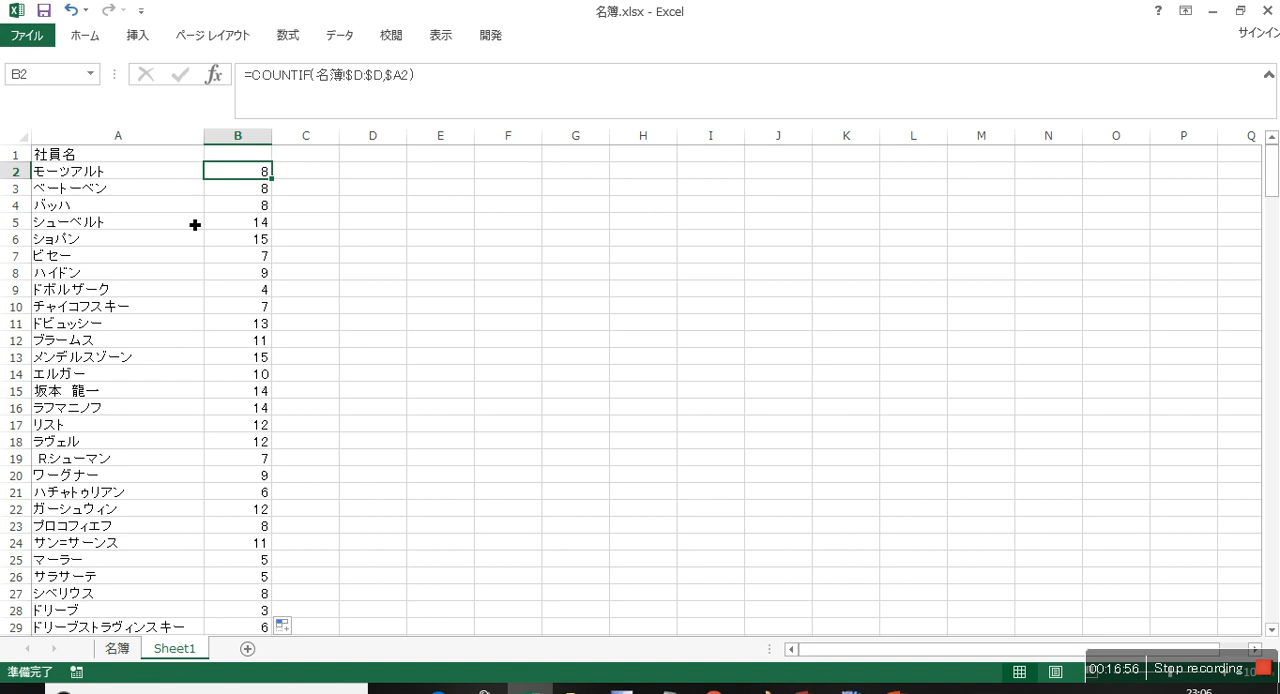 名簿.xlsx - Excel
?
ファイル ホーム 挿入 ページ レイアウト 数式 データ 校閲 表示 開発 サインイン
B2 fx =COUNTIF(名簿!$D:$D,$A2)
A B C D E F G H I J K L M N O P Q
1 社員名
2 モーツアルト 8
3 ベートーベン 8
4 バッハ 8
5 シューベルト 14
6 ショパン 15
7 ビゼー 7
8 ハイドン 9
9 ドボルザーク 4
10 チャイコフスキー 7
11 ドビュッシー 13
12 ブラームス 11
13 メンデルスゾーン 15
14 エルガー 10
15 坂本 龍一 14
16 ラフマニノフ 14
17 リスト 12
18 ラヴェル 12
19 R.シューマン 7
20 ワーグナー 9
21 ハチャトゥリアン 6
22 ガーシュウィン 12
23 プロコフィエフ 8
24 サン=サーンス 11
25 マーラー 5
26 サラサーテ 5
27 シベリウス 8
28 ドリーブ 3
29 ドリーブストラヴィンスキー 6
名簿 Sheet1
準備完了
00:16:56 Stop recording
23:06